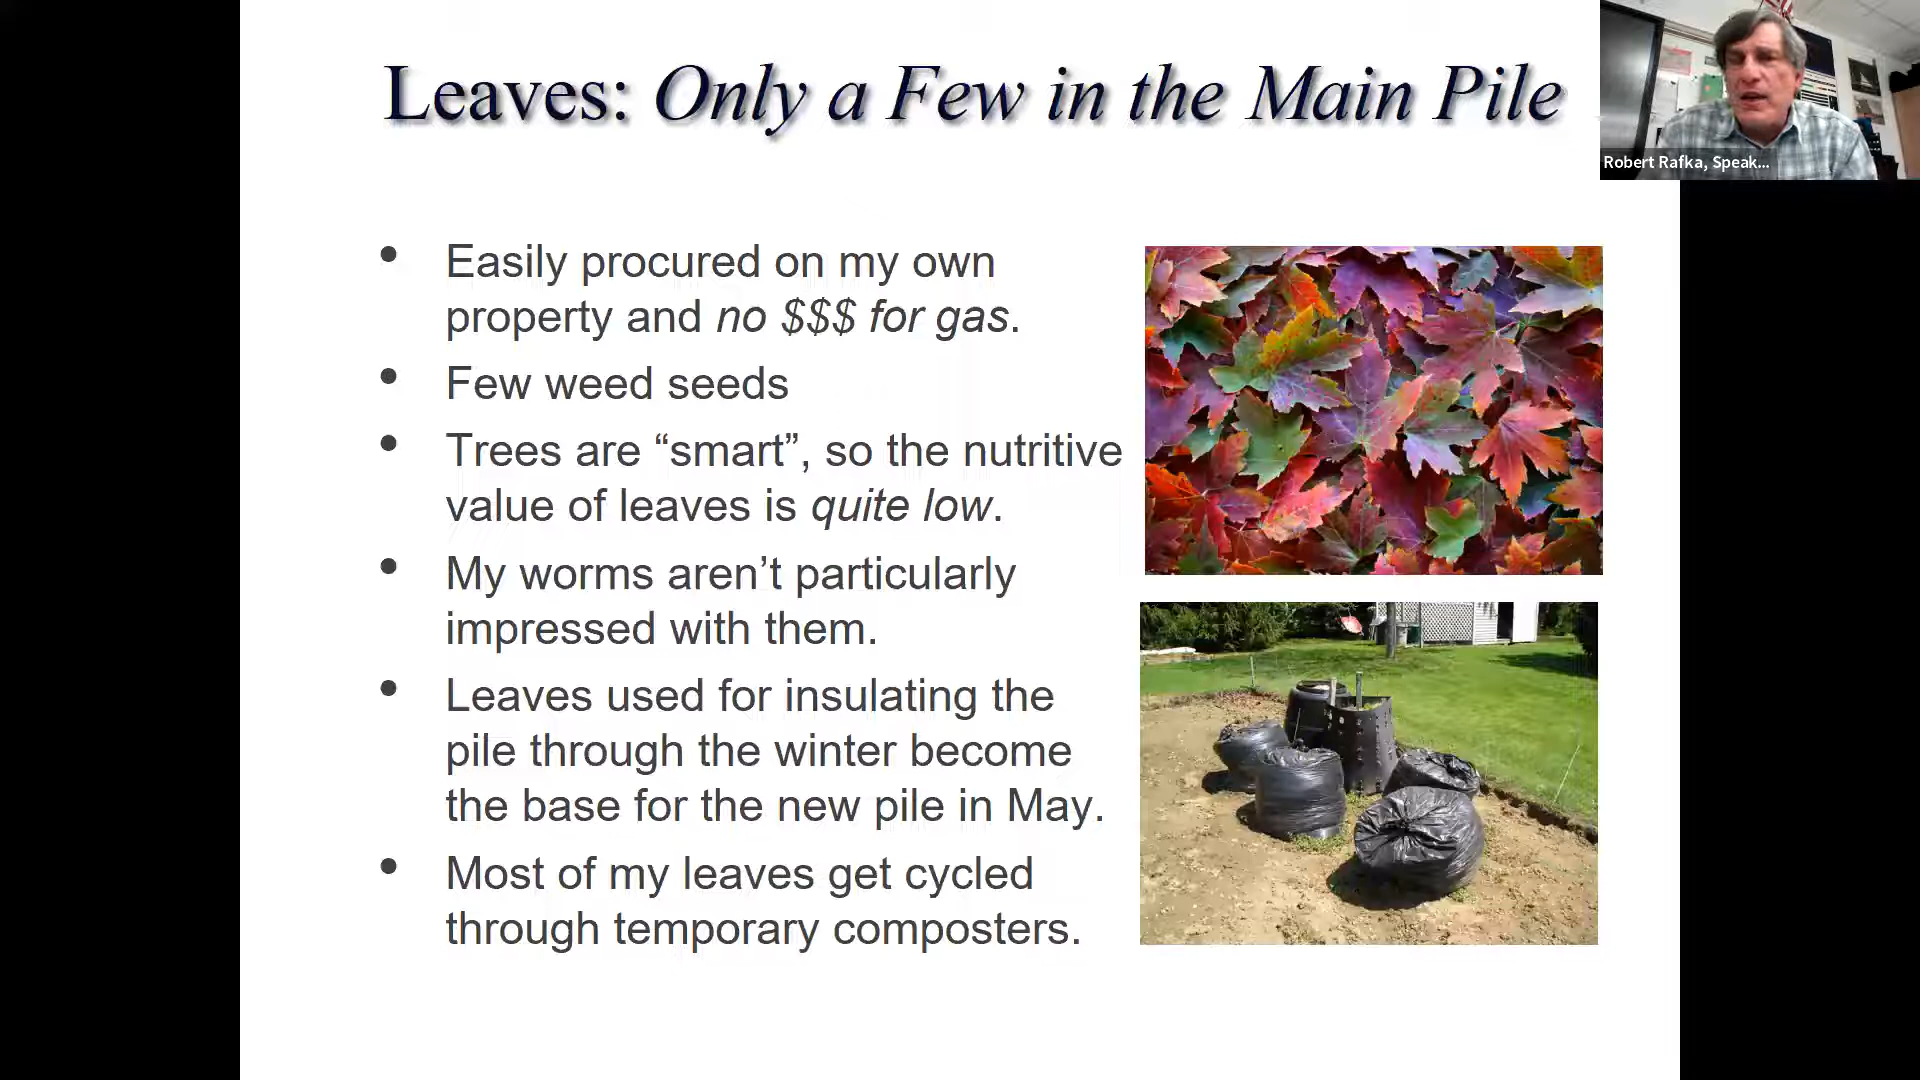 Leaves: Only a Few in the Main Pile
Robert Rafka, Speak...
• Easily procured on my own
property and no $$$ for gas.
• Few weed seeds
• Trees are “smart”, so the nutritive
value of leaves is quite low.
• My worms aren’t particularly
impressed with them.
• Leaves used for insulating the
pile through the winter become
the base for the new pile in May.
• Most of my leaves get cycled
through temporary composters.